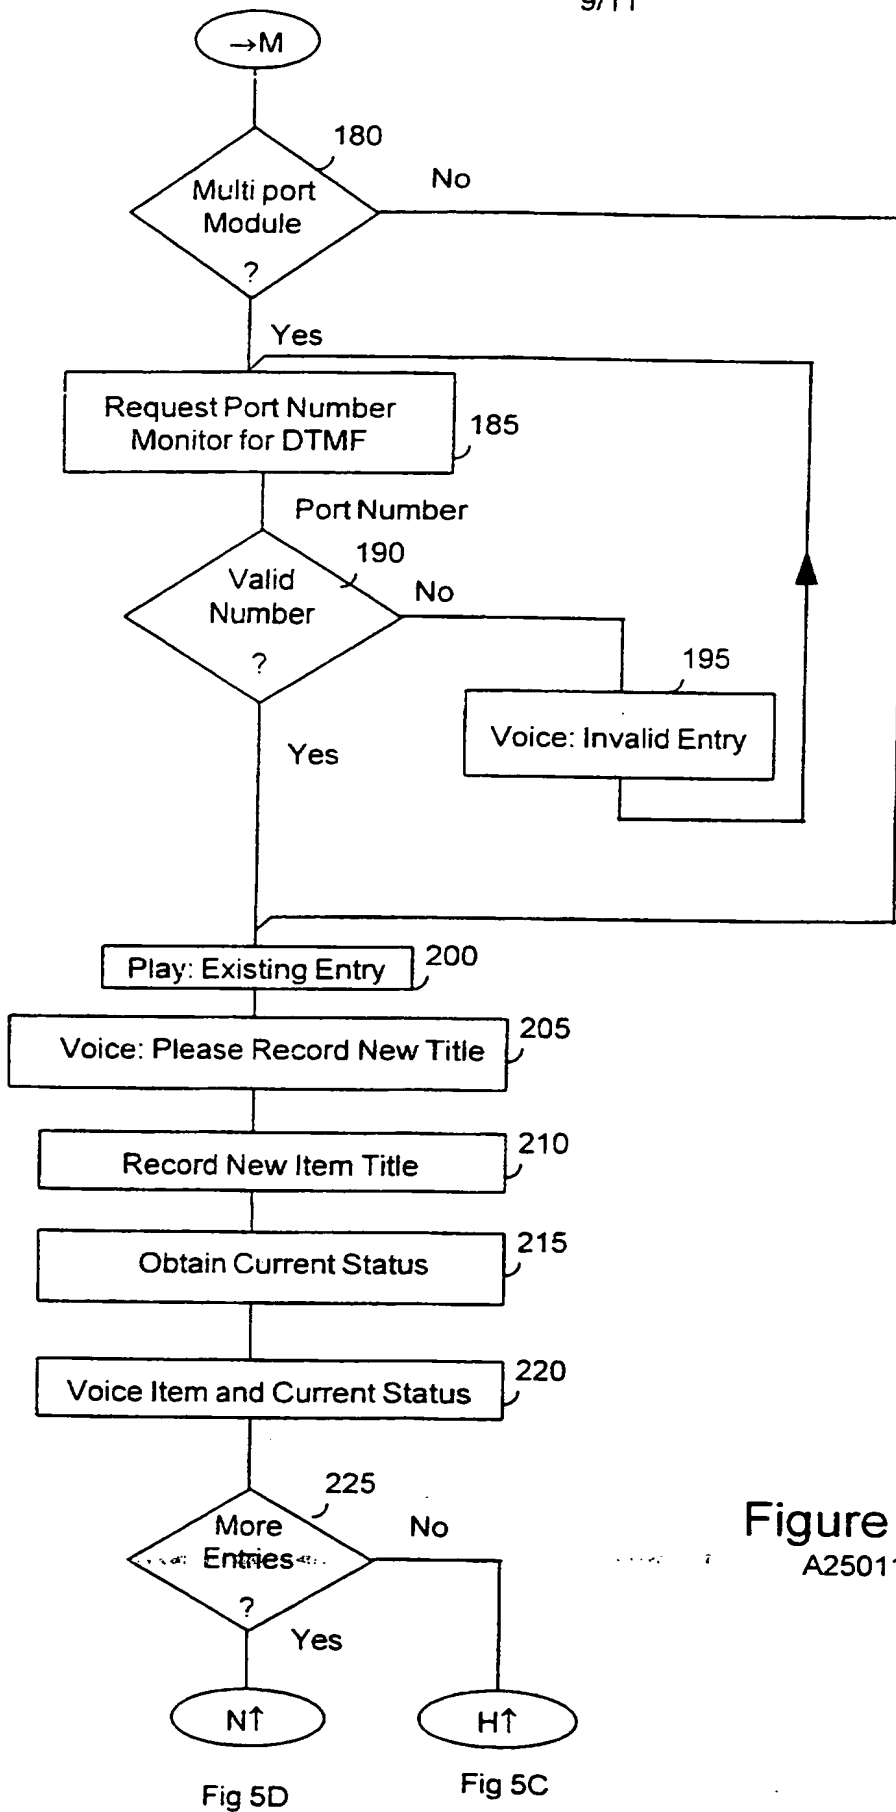 9/11
→M
180
Multi port
Module
?
No
Yes
Request Port Number
Monitor for DTMF
185
Port Number
190
Valid
Number
?
No
195
Voice: Invalid Entry
Yes
Play: Existing Entry
200
Voice: Please Record New Title
205
Record New Item Title
210
Obtain Current Status
215
Voice Item and Current Status
220
225
More
Entries
?
No
Yes
Figure
A25011
N↑
H↑
Fig 5D
Fig 5C